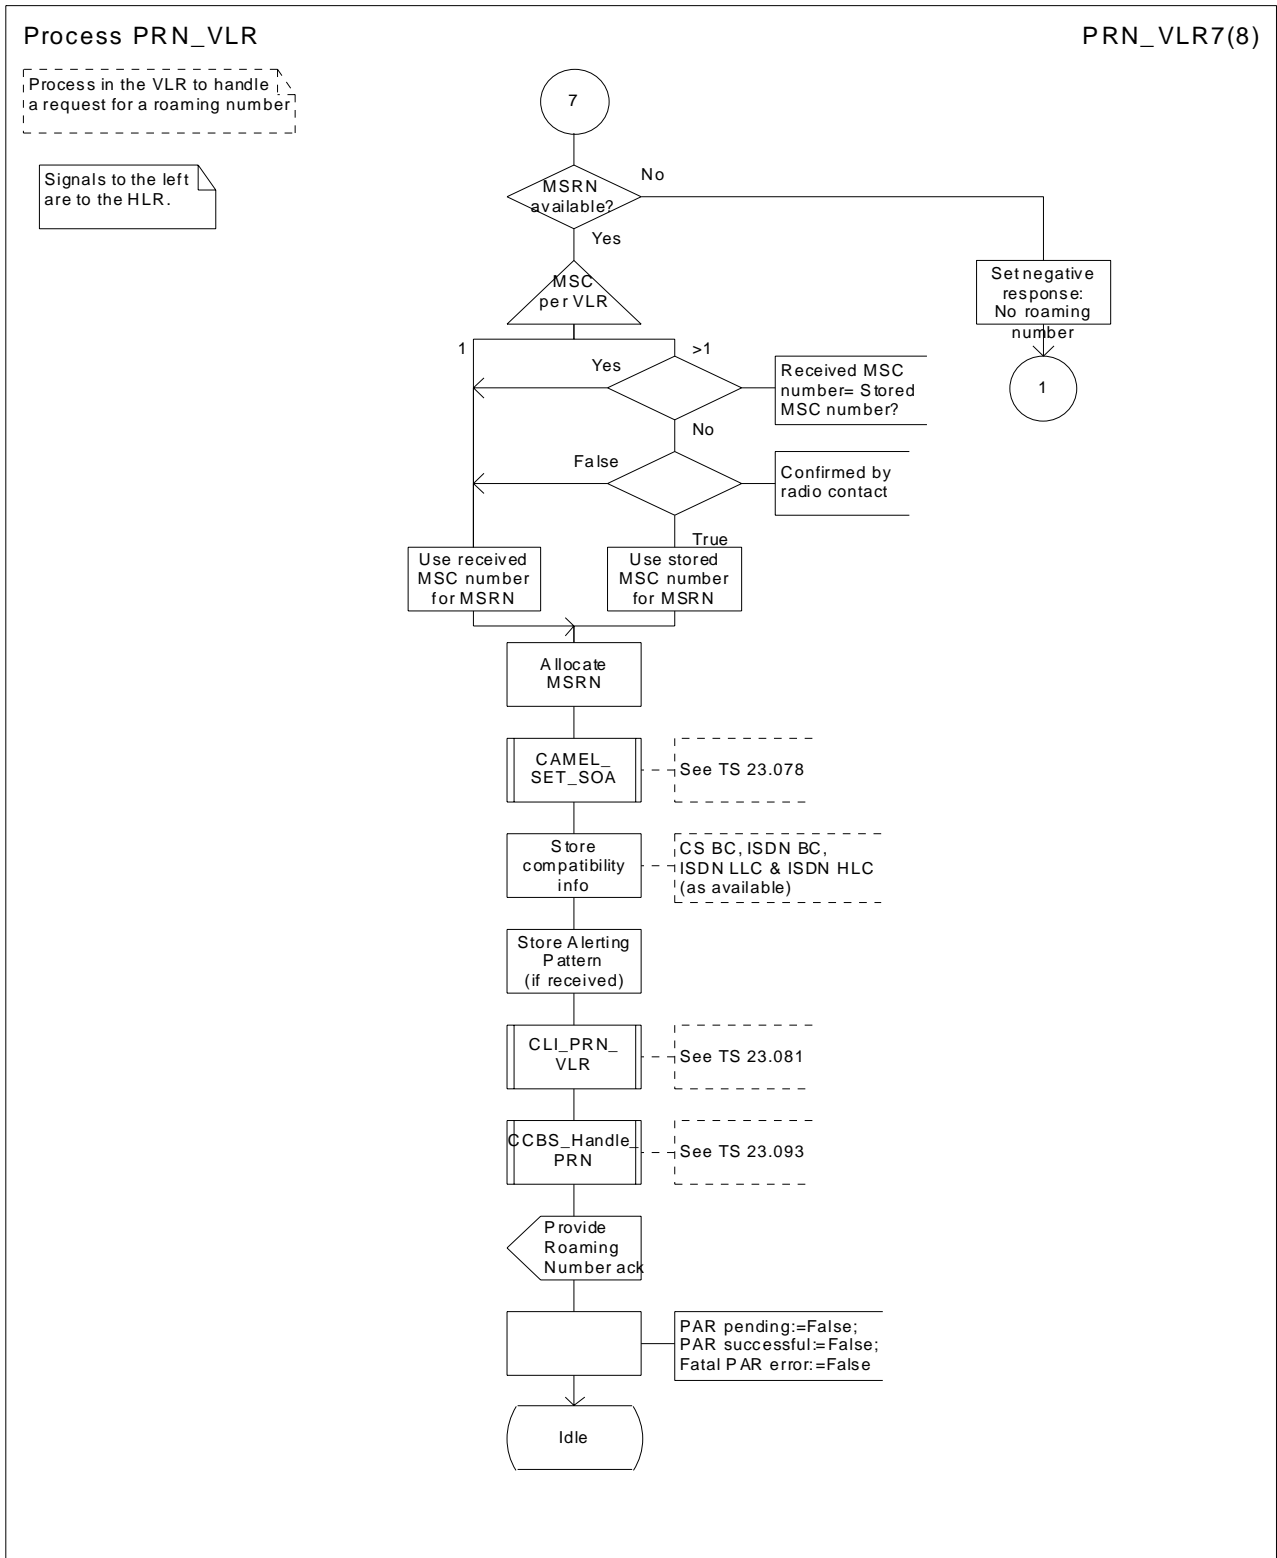 Process PRN_VLR
PRN_VLR7(8)
Process in the VLR to handle
a request for a roaming number
Signals to the left
are to the HLR.
7
MSRN
available?
No
Yes
MSC
per VLR
Set negative
response:
No roaming
number
1
1
>1
Yes
Received MSC
number= Stored
MSC number?
No
False
Confirmed by
radio contact
True
Use received
MSC number
for MSRN
Use stored
MSC number
for MSRN
Allocate
MSRN
CAMEL_
SET_SOA
See TS 23.078
Store
compatibility
info
CS BC, ISDN BC,
ISDN LLC & ISDN HLC
(as available)
Store Alerting
Pattern
(if received)
CLI_PRN_
VLR
See TS 23.081
CCBS_Handle_
PRN
See TS 23.093
Provide
Roaming
Number ack
PAR pending:=False;
PAR successful:=False;
Fatal PAR error:=False
Idle